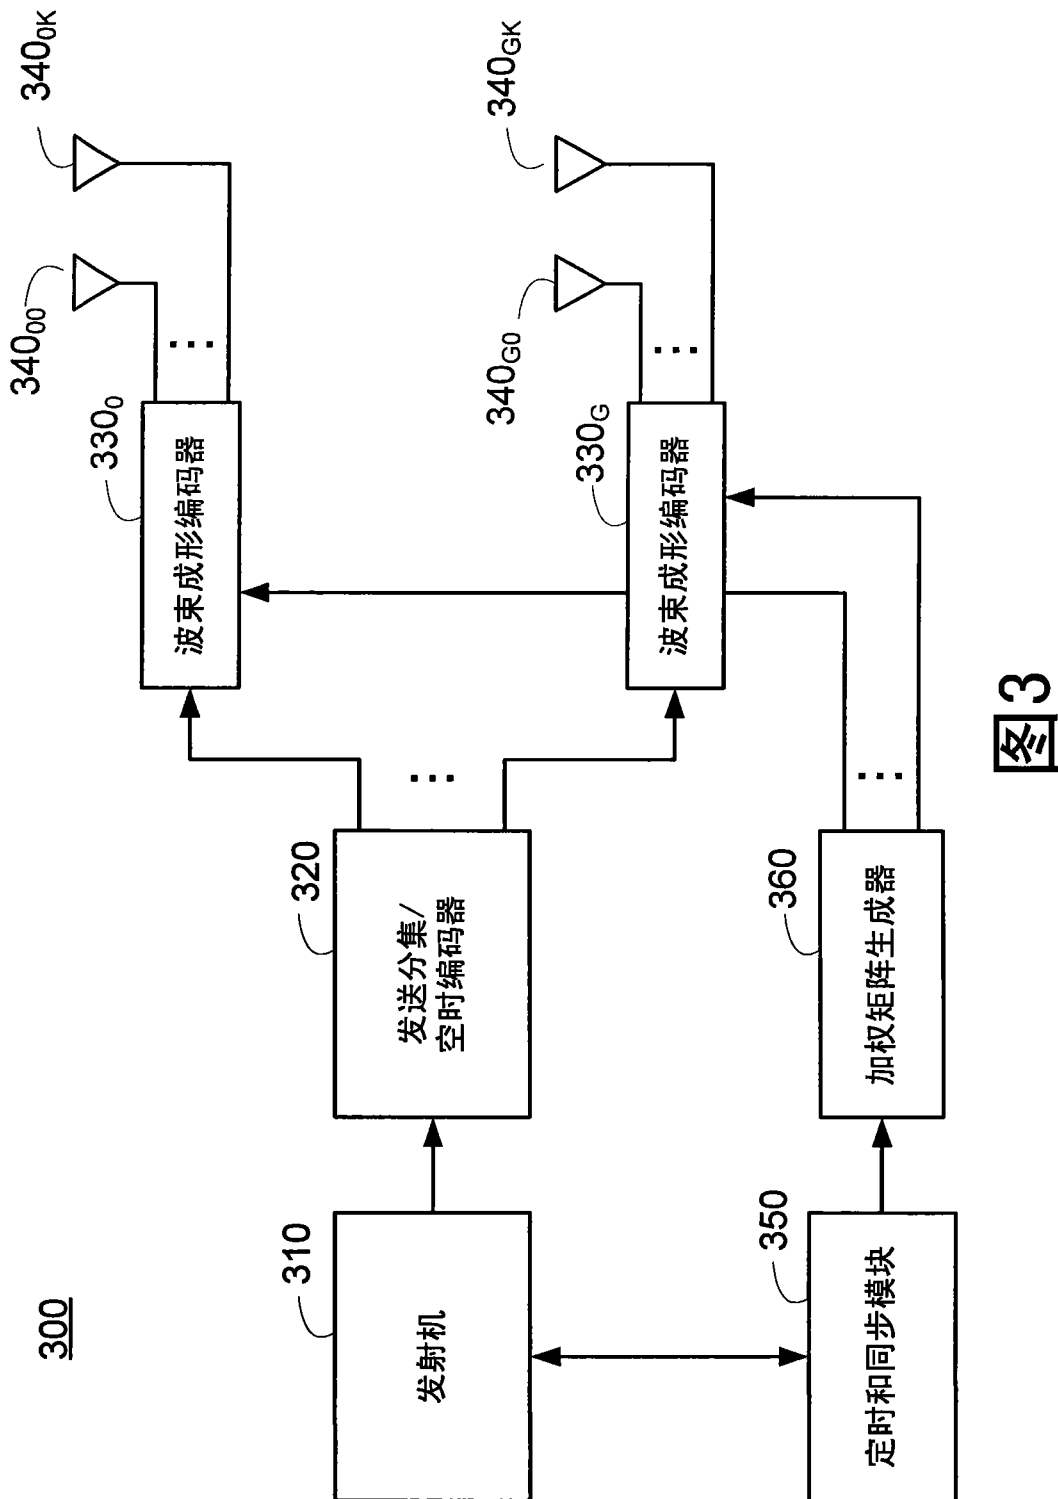 300
310
发射机
320
发送分集/
空时编码器
330₀
波束成形编码器
340₀₀
340₀ₖ
...
330G
波束成形编码器
340G0
340GK
...
...
350
定时和同步模块
360
加权矩阵生成器
...
图3